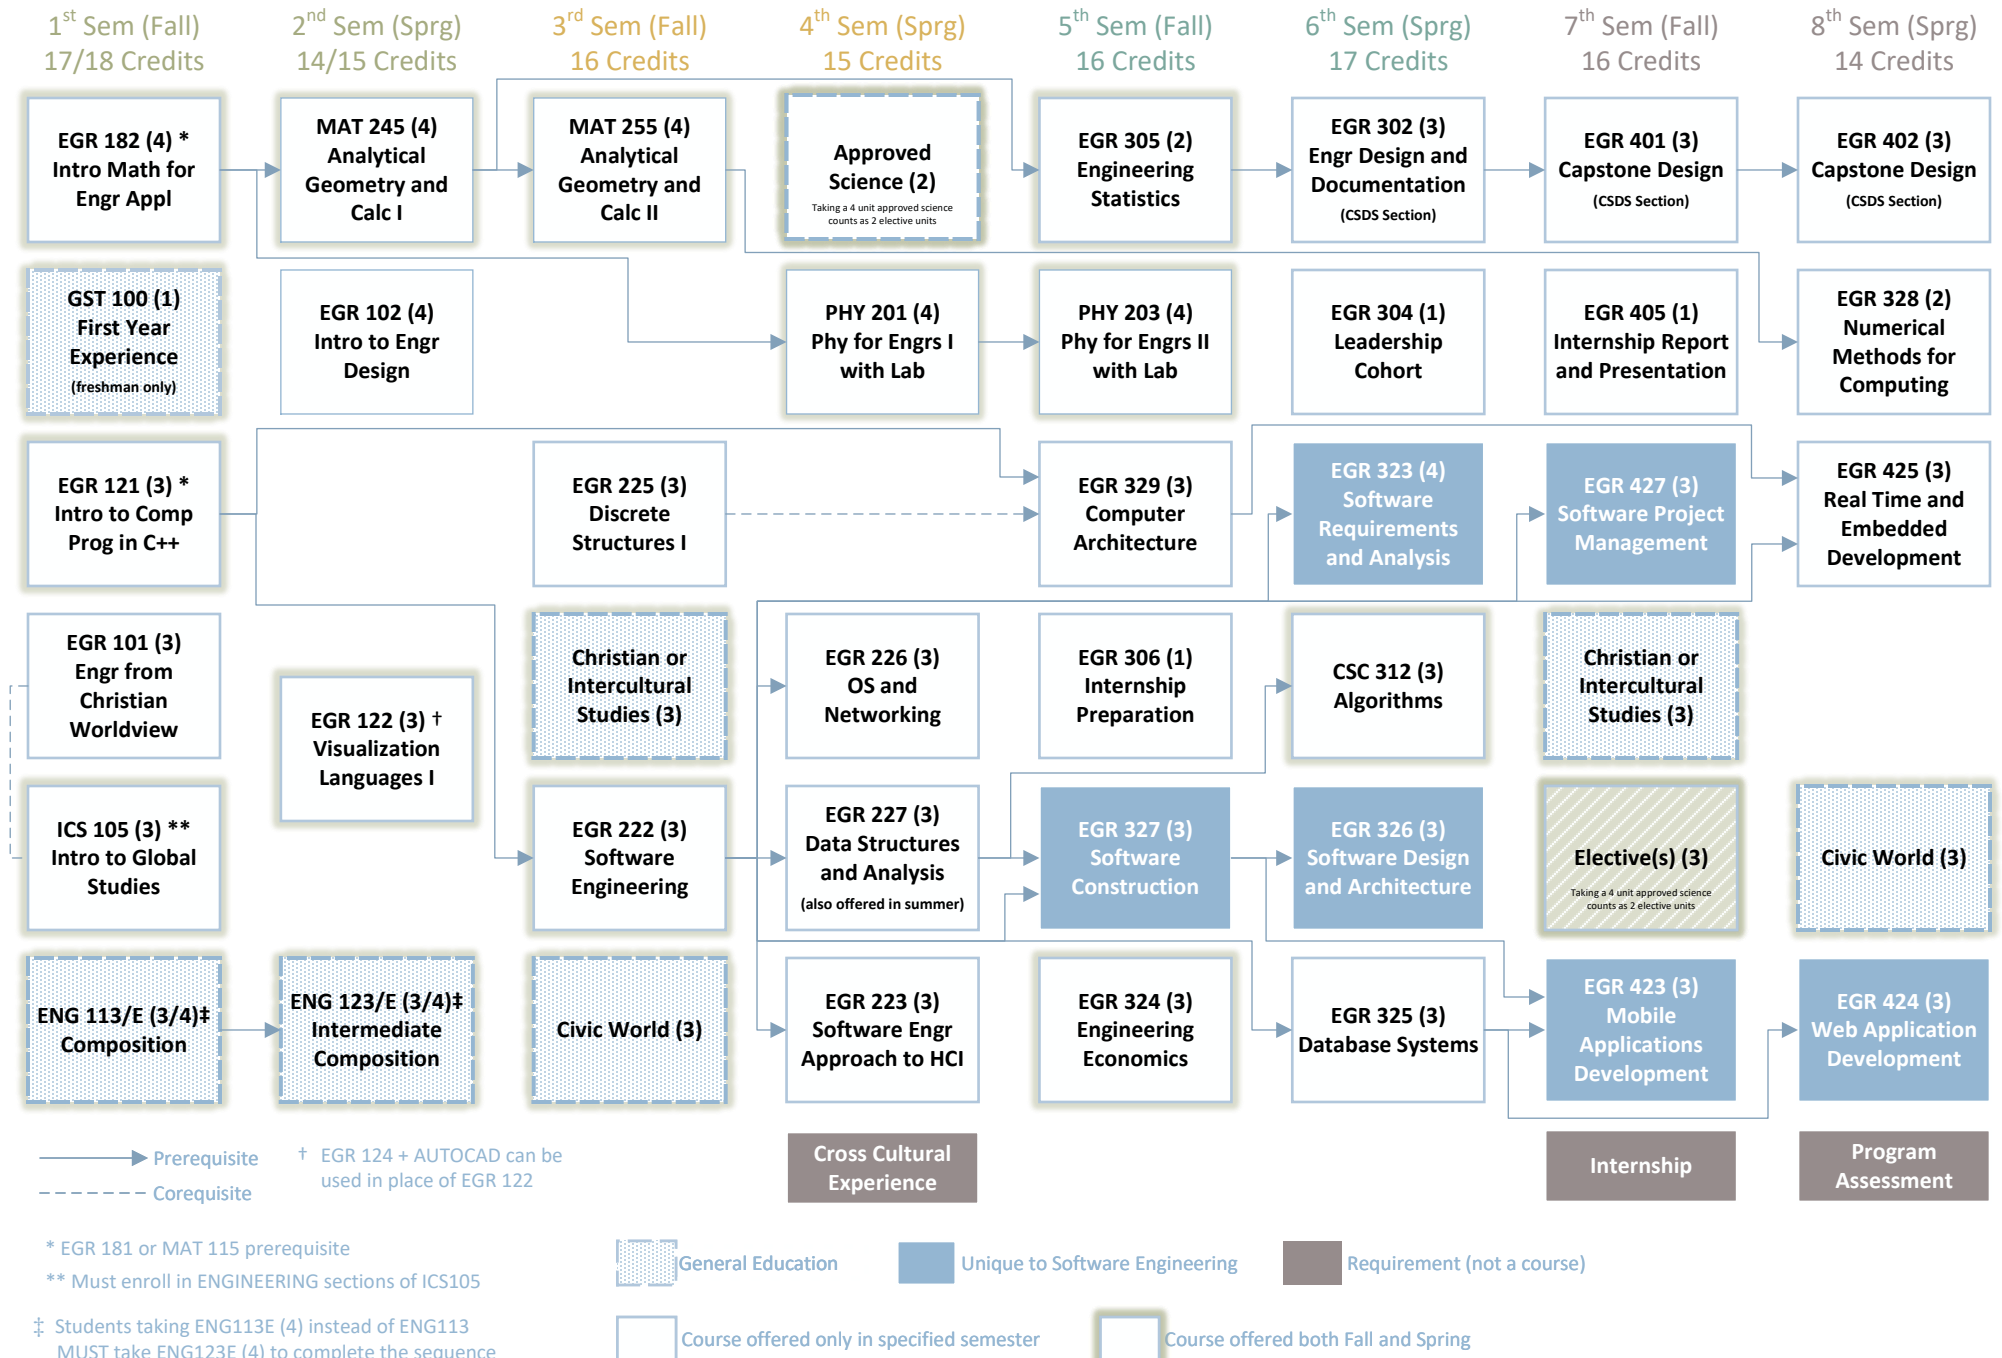 1st Sem (Fall)
17/18 Credits
2nd Sem (Sprg)
14/15 Credits
3rd Sem (Fall)
16 Credits
4th Sem (Sprg)
15 Credits
5th Sem (Fall)
16 Credits
6th Sem (Sprg)
17 Credits
7th Sem (Fall)
16 Credits
8th Sem (Sprg)
14 Credits
EGR 182 (4) *
Intro Math for
Engr Appl
MAT 245 (4)
Analytical
Geometry and
Calc I
MAT 255 (4)
Analytical
Geometry and
Calc II
Approved
Science (2)
Taking a 4 unit approved science
counts as 2 elective units
EGR 305 (2)
Engineering
Statistics
EGR 302 (3)
Engr Design and
Documentation
(CSDS Section)
EGR 401 (3)
Capstone Design
(CSDS Section)
EGR 402 (3)
Capstone Design
(CSDS Section)
GST 100 (1)
First Year
Experience
(freshman only)
EGR 102 (4)
Intro to Engr
Design
PHY 201 (4)
Phy for Engrs I
with Lab
PHY 203 (4)
Phy for Engrs II
with Lab
EGR 304 (1)
Leadership
Cohort
EGR 405 (1)
Internship Report
and Presentation
EGR 328 (2)
Numerical
Methods for
Computing
EGR 121 (3) *
Intro to Comp
Prog in C++
EGR 225 (3)
Discrete
Structures I
EGR 329 (3)
Computer
Architecture
EGR 323 (4)
Software
Requirements
and Analysis
EGR 427 (3)
Software Project
Management
EGR 425 (3)
Real Time and
Embedded
Development
EGR 101 (3)
Engr from
Christian
Worldview
EGR 122 (3) †
Visualization
Languages I
Christian or
Intercultural
Studies (3)
EGR 226 (3)
OS and
Networking
EGR 306 (1)
Internship
Preparation
CSC 312 (3)
Algorithms
Christian or
Intercultural
Studies (3)
ICS 105 (3) **
Intro to Global
Studies
EGR 222 (3)
Software
Engineering
EGR 227 (3)
Data Structures
and Analysis
(also offered in summer)
EGR 327 (3)
Software
Construction
EGR 326 (3)
Software Design
and Architecture
Elective(s) (3)
Taking a 4 unit approved science
counts as 2 elective units
Civic World (3)
ENG 113/E (3/4)‡
Composition
ENG 123/E (3/4)‡
Intermediate
Composition
Civic World (3)
EGR 223 (3)
Software Engr
Approach to HCI
EGR 324 (3)
Engineering
Economics
EGR 325 (3)
Database Systems
EGR 423 (3)
Mobile
Applications
Development
EGR 424 (3)
Web Application
Development
Prerequisite
Corequisite
† EGR 124 + AUTOCAD can be
used in place of EGR 122
Cross Cultural
Experience
Internship
Program
Assessment
* EGR 181 or MAT 115 prerequisite
** Must enroll in ENGINEERING sections of ICS105
‡ Students taking ENG113E (4) instead of ENG113
MUST take ENG123E (4) to complete the sequence
General Education
Unique to Software Engineering
Requirement (not a course)
Course offered only in specified semester
Course offered both Fall and Spring